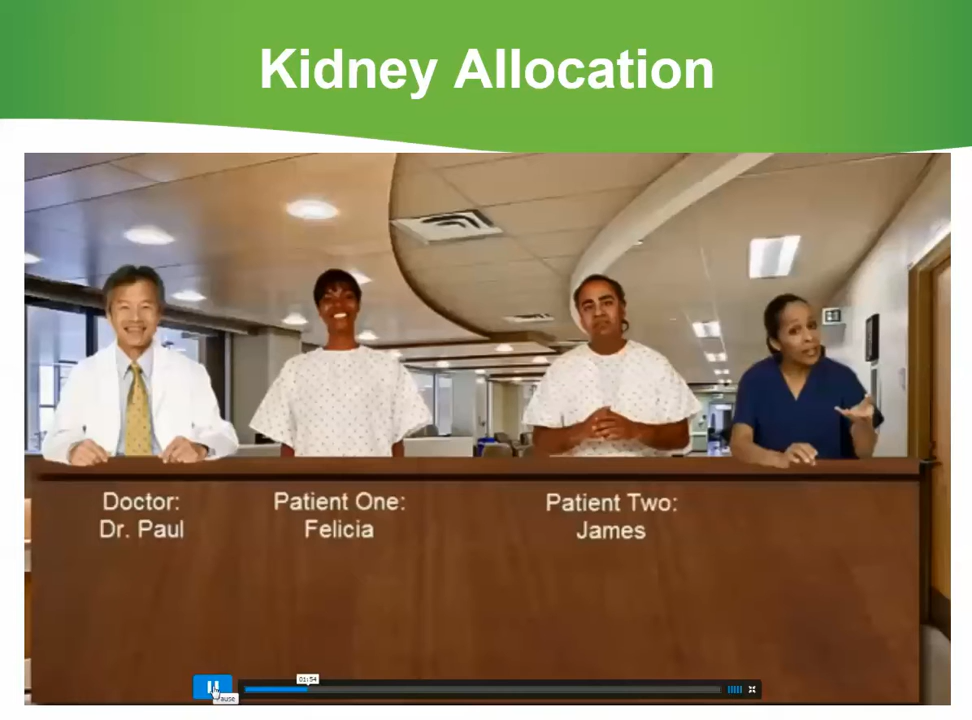 Kidney Allocation
Doctor:
Dr. Paul
Patient One:
Felicia
Patient Two:
James
01:54
Pause